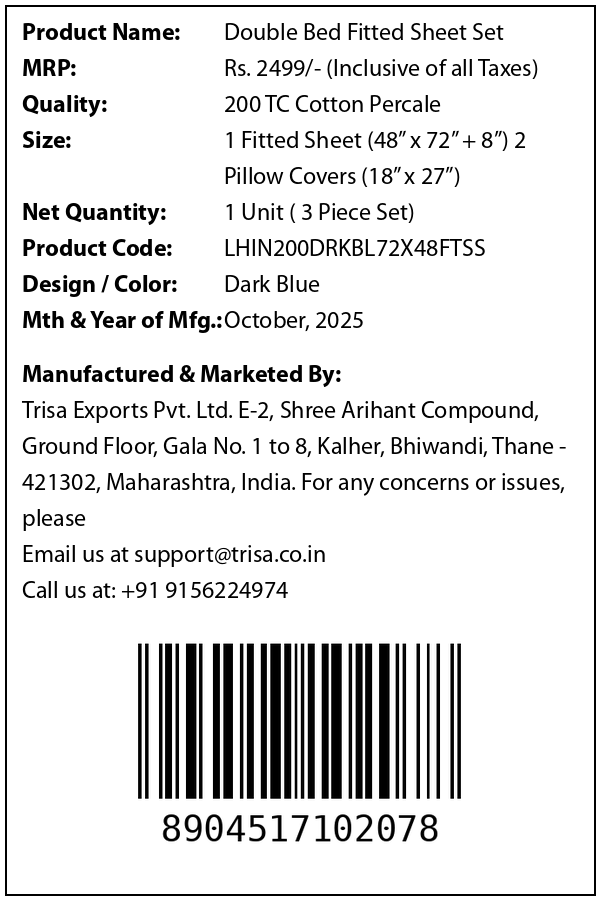 Product Name: Double Bed Fitted Sheet Set
MRP: Rs. 2499/- (Inclusive of all Taxes)
Quality: 200 TC Cotton Percale
Size: 1 Fitted Sheet (48” x 72” + 8”) 2
Pillow Covers (18” x 27”)
Net Quantity: 1 Unit ( 3 Piece Set)
Product Code: LHIN200DRKBL72X48FTSS
Design / Color: Dark Blue
Mth & Year of Mfg.: October, 2025
Manufactured & Marketed By:
Trisa Exports Pvt. Ltd. E-2, Shree Arihant Compound,
Ground Floor, Gala No. 1 to 8, Kalher, Bhiwandi, Thane -
421302, Maharashtra, India. For any concerns or issues,
please
Email us at support@trisa.co.in
Call us at: +91 9156224974
8904517102078